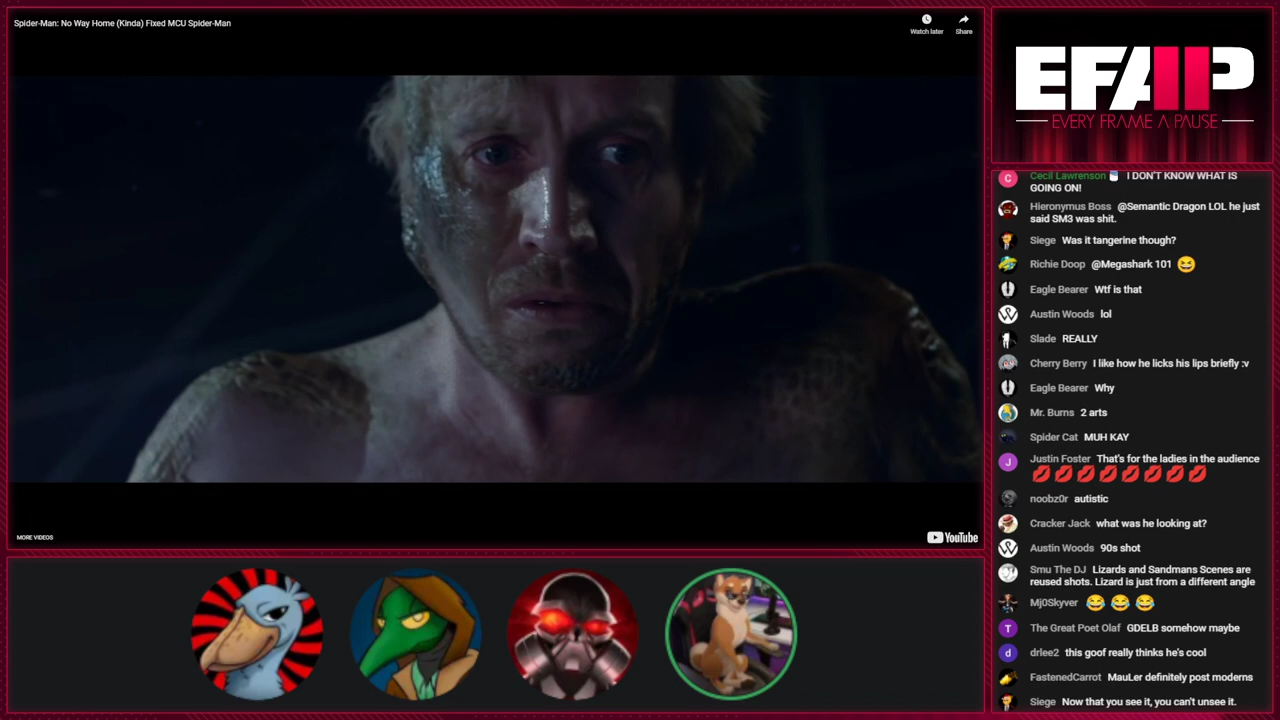 Spider-Man: No Way Home (Kinda) Fixed MCU Spider-Man
Watch later
Share
MORE VIDEOS
YouTube
EFAP
EVERY FRAME A PAUSE
C
Cecil Lawrenson I DON'T KNOW WHAT IS
GOING ON!
Hieronymus Boss @Semantic Dragon LOL he just
said SM3 was shit.
Siege Was it tangerine though?
Richie Doop @Megashark 101 😆
Eagle Bearer Wtf is that
Austin Woods lol
Slade REALLY
Cherry Berry I like how he licks his lips briefly :v
Eagle Bearer Why
Mr. Burns 2 arts
Spider Cat MUH KAY
J
Justin Foster That's for the ladies in the audience
💋💋💋💋💋💋💋💋
noobz0r autistic
Cracker Jack what was he looking at?
Austin Woods 90s shot
Smu The DJ Lizards and Sandmans Scenes are
reused shots. Lizard is just from a different angle
Mj0Skyver 😂 😂 😂
T
The Great Poet Olaf GDELB somehow maybe
d
drlee2 this goof really thinks he's cool
FastenedCarrot MauLer definitely post moderns
Siege Now that you see it, you can't unsee it.